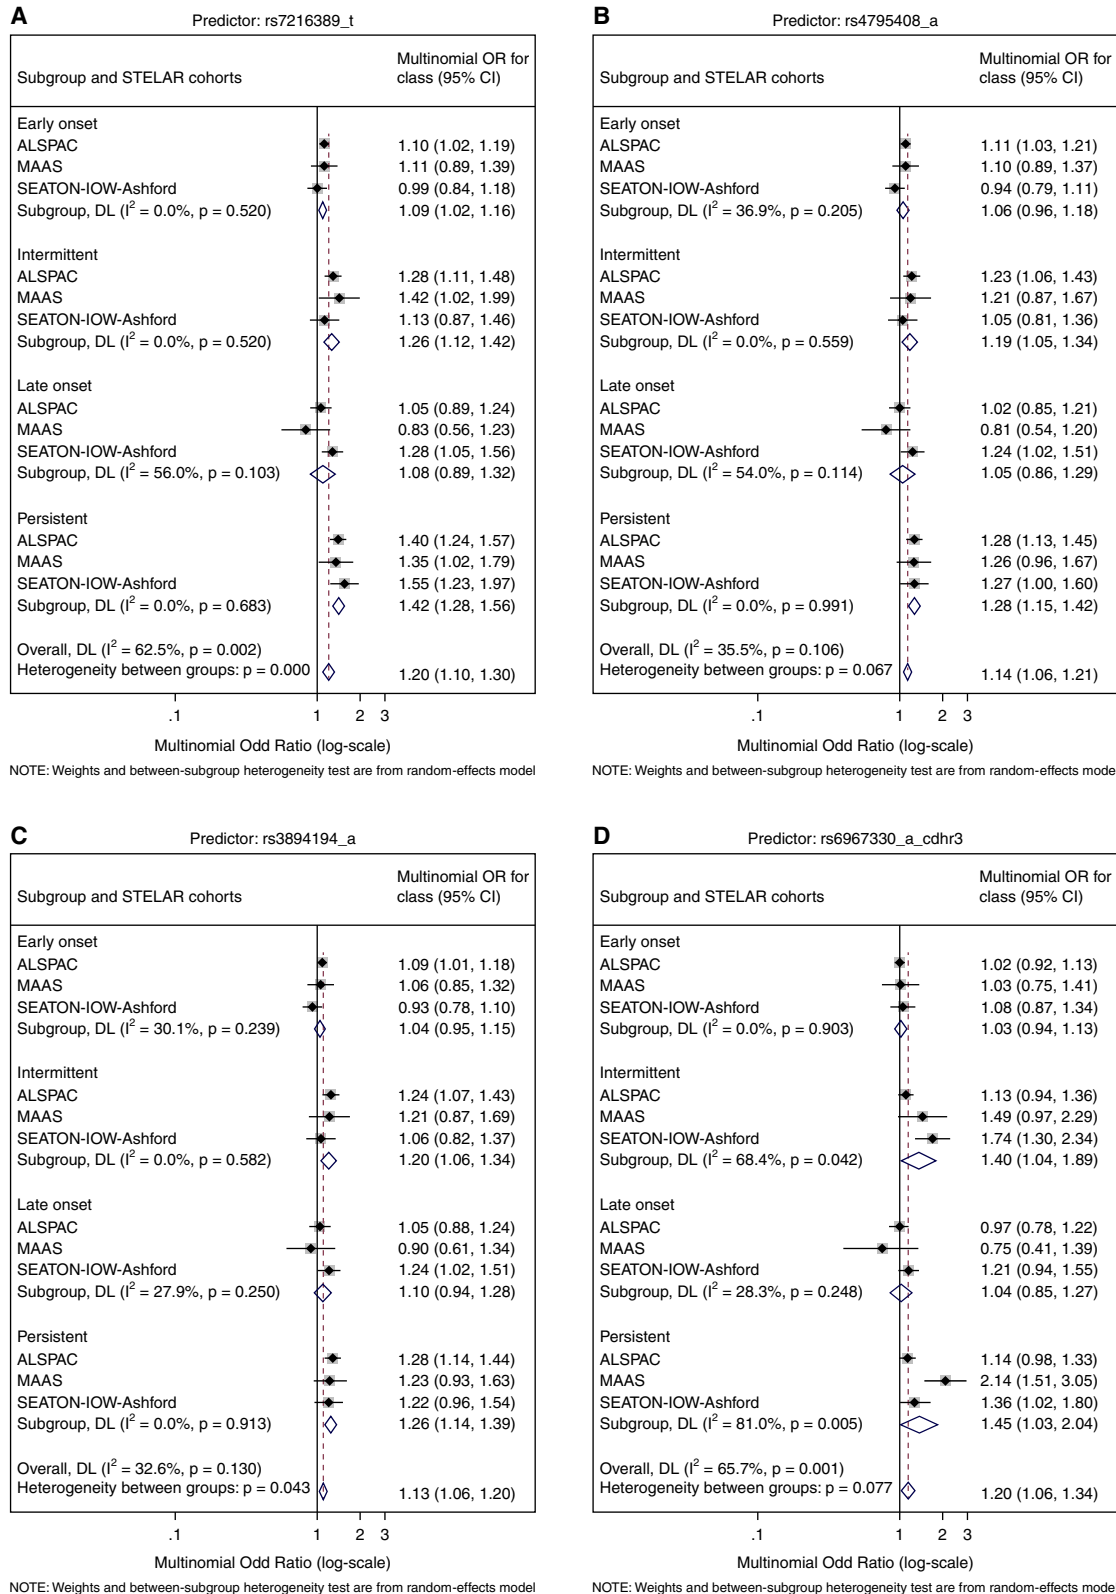 A
Predictor: rs7216389_t
Subgroup and STELAR cohorts
Multinomial OR for
class (95% CI)
Early onset
ALSPAC 1.10 (1.02, 1.19)
MAAS 1.11 (0.89, 1.39)
SEATON-IOW-Ashford 0.99 (0.84, 1.18)
Subgroup, DL (I² = 0.0%, p = 0.520) 1.09 (1.02, 1.16)
Intermittent
ALSPAC 1.28 (1.11, 1.48)
MAAS 1.42 (1.02, 1.99)
SEATON-IOW-Ashford 1.13 (0.87, 1.46)
Subgroup, DL (I² = 0.0%, p = 0.520) 1.26 (1.12, 1.42)
Late onset
ALSPAC 1.05 (0.89, 1.24)
MAAS 0.83 (0.56, 1.23)
SEATON-IOW-Ashford 1.28 (1.05, 1.56)
Subgroup, DL (I² = 56.0%, p = 0.103) 1.08 (0.89, 1.32)
Persistent
ALSPAC 1.40 (1.24, 1.57)
MAAS 1.35 (1.02, 1.79)
SEATON-IOW-Ashford 1.55 (1.23, 1.97)
Subgroup, DL (I² = 0.0%, p = 0.683) 1.42 (1.28, 1.56)
Overall, DL (I² = 62.5%, p = 0.002)
Heterogeneity between groups: p = 0.000 1.20 (1.10, 1.30)
.1 1 2 3
Multinomial Odd Ratio (log-scale)
NOTE: Weights and between-subgroup heterogeneity test are from random-effects model
B
Predictor: rs4795408_a
Subgroup and STELAR cohorts
Multinomial OR for
class (95% CI)
Early onset
ALSPAC 1.11 (1.03, 1.21)
MAAS 1.10 (0.89, 1.37)
SEATON-IOW-Ashford 0.94 (0.79, 1.11)
Subgroup, DL (I² = 36.9%, p = 0.205) 1.06 (0.96, 1.18)
Intermittent
ALSPAC 1.23 (1.06, 1.43)
MAAS 1.21 (0.87, 1.67)
SEATON-IOW-Ashford 1.05 (0.81, 1.36)
Subgroup, DL (I² = 0.0%, p = 0.559) 1.19 (1.05, 1.34)
Late onset
ALSPAC 1.02 (0.85, 1.21)
MAAS 0.81 (0.54, 1.20)
SEATON-IOW-Ashford 1.24 (1.02, 1.51)
Subgroup, DL (I² = 54.0%, p = 0.114) 1.05 (0.86, 1.29)
Persistent
ALSPAC 1.28 (1.13, 1.45)
MAAS 1.26 (0.96, 1.67)
SEATON-IOW-Ashford 1.27 (1.00, 1.60)
Subgroup, DL (I² = 0.0%, p = 0.991) 1.28 (1.15, 1.42)
Overall, DL (I² = 35.5%, p = 0.106)
Heterogeneity between groups: p = 0.067 1.14 (1.06, 1.21)
.1 1 2 3
Multinomial Odd Ratio (log-scale)
NOTE: Weights and between-subgroup heterogeneity test are from random-effects mode
C
Predictor: rs3894194_a
Subgroup and STELAR cohorts
Multinomial OR for
class (95% CI)
Early onset
ALSPAC 1.09 (1.01, 1.18)
MAAS 1.06 (0.85, 1.32)
SEATON-IOW-Ashford 0.93 (0.78, 1.10)
Subgroup, DL (I² = 30.1%, p = 0.239) 1.04 (0.95, 1.15)
Intermittent
ALSPAC 1.24 (1.07, 1.43)
MAAS 1.21 (0.87, 1.69)
SEATON-IOW-Ashford 1.06 (0.82, 1.37)
Subgroup, DL (I² = 0.0%, p = 0.582) 1.20 (1.06, 1.34)
Late onset
ALSPAC 1.05 (0.88, 1.24)
MAAS 0.90 (0.61, 1.34)
SEATON-IOW-Ashford 1.24 (1.02, 1.51)
Subgroup, DL (I² = 27.9%, p = 0.250) 1.10 (0.94, 1.28)
Persistent
ALSPAC 1.28 (1.14, 1.44)
MAAS 1.23 (0.93, 1.63)
SEATON-IOW-Ashford 1.22 (0.96, 1.54)
Subgroup, DL (I² = 0.0%, p = 0.913) 1.26 (1.14, 1.39)
Overall, DL (I² = 32.6%, p = 0.130)
Heterogeneity between groups: p = 0.043 1.13 (1.06, 1.20)
.1 1 2 3
Multinomial Odd Ratio (log-scale)
NOTE: Weights and between-subgroup heterogeneity test are from random-effects model
D
Predictor: rs6967330_a_cdhr3
Subgroup and STELAR cohorts
Multinomial OR for
class (95% CI)
Early onset
ALSPAC 1.02 (0.92, 1.13)
MAAS 1.03 (0.75, 1.41)
SEATON-IOW-Ashford 1.08 (0.87, 1.34)
Subgroup, DL (I² = 0.0%, p = 0.903) 1.03 (0.94, 1.13)
Intermittent
ALSPAC 1.13 (0.94, 1.36)
MAAS 1.49 (0.97, 2.29)
SEATON-IOW-Ashford 1.74 (1.30, 2.34)
Subgroup, DL (I² = 68.4%, p = 0.042) 1.40 (1.04, 1.89)
Late onset
ALSPAC 0.97 (0.78, 1.22)
MAAS 0.75 (0.41, 1.39)
SEATON-IOW-Ashford 1.21 (0.94, 1.55)
Subgroup, DL (I² = 28.3%, p = 0.248) 1.04 (0.85, 1.27)
Persistent
ALSPAC 1.14 (0.98, 1.33)
MAAS 2.14 (1.51, 3.05)
SEATON-IOW-Ashford 1.36 (1.02, 1.80)
Subgroup, DL (I² = 81.0%, p = 0.005) 1.45 (1.03, 2.04)
Overall, DL (I² = 65.7%, p = 0.001)
Heterogeneity between groups: p = 0.077 1.20 (1.06, 1.34)
.1 1 2 3
Multinomial Odd Ratio (log-scale)
NOTE: Weights and between-subgroup heterogeneity test are from random-effects mode